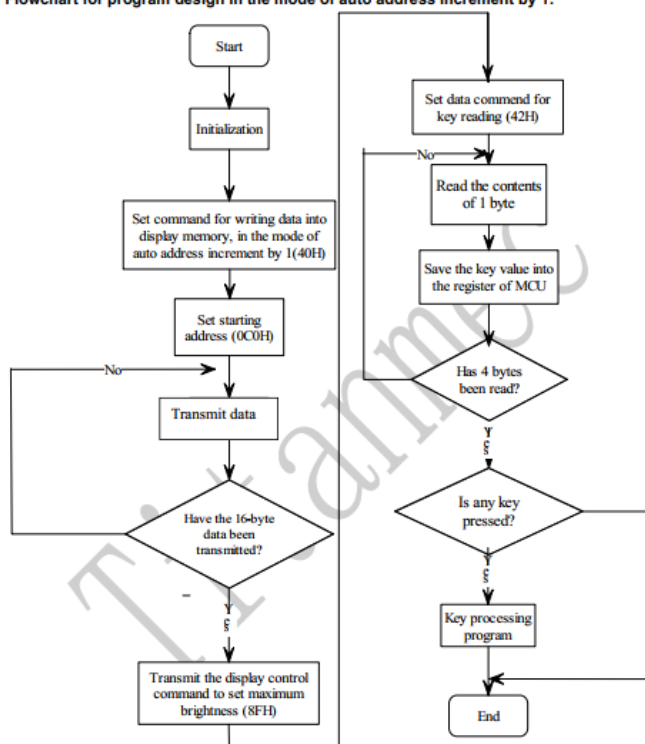 Flowchart for program design in the mode of auto address increment by 1:
Start
Initialization
Set command for writing data into
display memory, in the mode of
auto address increment by 1(40H)
Set starting
address (0C0H)
No
Transmit data
Have the 16-byte
data been
transmitted?
Y
Transmit the display control
command to set maximum
brightness (8FH)
Set data commend for
key reading (42H)
No
Read the contents
of 1 byte
Save the key value into
the register of MCU
Has 4 bytes
been read?
Y
Is any key
pressed?
Y
Key processing
program
End
Titanmec